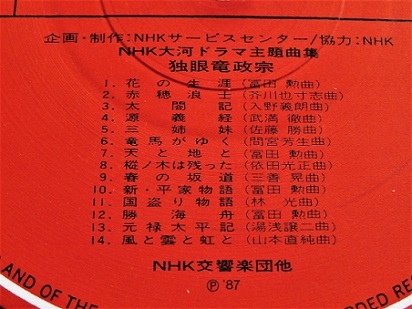 企画・制作：NHKサービスセンター/協力：NHK
NHK大河ドラマ主題曲集
独眼竜政宗
1. 花の生涯（富田 勲曲）
2. 赤穂浪士（芥川也寸志曲）
3. 太閤記（入野義朗曲）
4. 源義経（武満 徹曲）
5. 三姉妹（佐藤 勝曲）
6. 竜馬がゆく（間宮芳生曲）
7. 天と地と（富田 勲曲）
8. 樅ノ木は残った（依田光正曲）
9. 春の坂道（三善 晃曲）
10. 新・平家物語（富田 勲曲）
11. 国盗り物語（林 光曲）
12. 勝海舟（富田 勲曲）
13. 元禄太平記（湯浅譲二曲）
14. 風と雲と虹と（山本直純曲）
NHK交響楽団他
Ⓟ '87
LAND OF THE
RECORDED